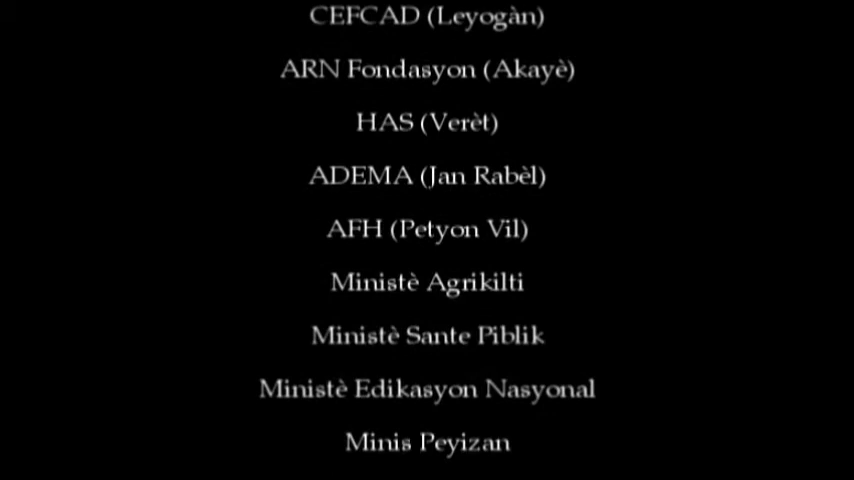 CEFCAD (Leyogàn)
ARN Fondasyon (Akayè)
HAS (Verèt)
ADEMA (Jan Rabèl)
AFH (Petyon Vil)
Ministè Agrikilti
Ministè Sante Piblik
Ministè Edikasyon Nasyonal
Minis Peyizan